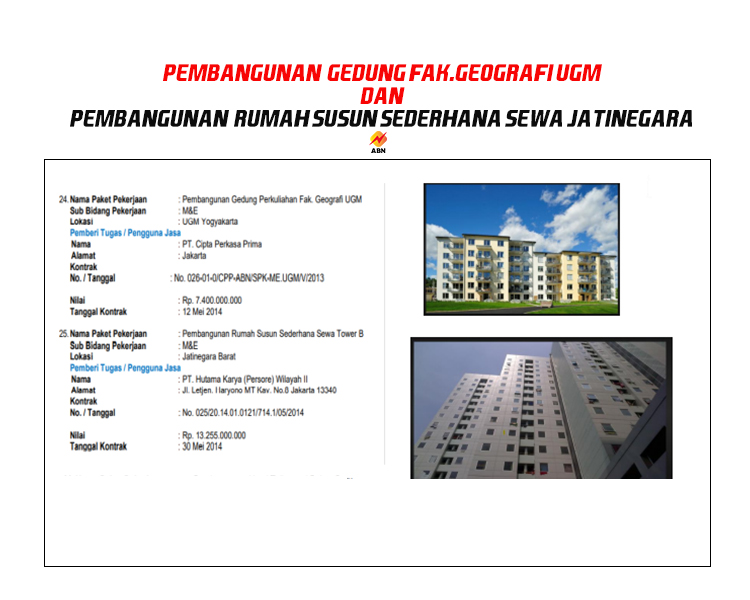 PEMBANGUNAN GEDUNG FAK.GEOGRAFI UGM
DAN
PEMBANGUNAN RUMAH SUSUN SEDERHANA SEWA JATINEGARA
ABN
24. Nama Paket Pekerjaan : Pembangunan Gedung Perkuliahan Fak. Geografi UGM
Sub Bidang Pekerjaan : M&E
Lokasi : UGM Yogyakarta
Pemberi Tugas / Pengguna Jasa
Nama : PT. Cipta Perkasa Prima
Alamat : Jakarta
Kontrak
No. / Tanggal : No. 026-01-0/CPP-ABN/SPK-ME.UGM/V/2013
Nilai : Rp. 7.400.000.000
Tanggal Kontrak : 12 Mei 2014
25. Nama Paket Pekerjaan : Pembangunan Rumah Susun Sederhana Sewa Tower B
Sub Bidang Pekerjaan : M&E
Lokasi : Jatinegara Barat
Pemberi Tugas / Pengguna Jasa
Nama : PT. Hutama Karya (Persore) Wilayah II
Alamat : Jl. Letjen. Haryono MT Kav. No.8 Jakarta 13340
Kontrak
No. / Tanggal : No. 025/20.14.01.0121/714.1/05/2014
Nilai : Rp. 13.255.000.000
Tanggal Kontrak : 30 Mei 2014